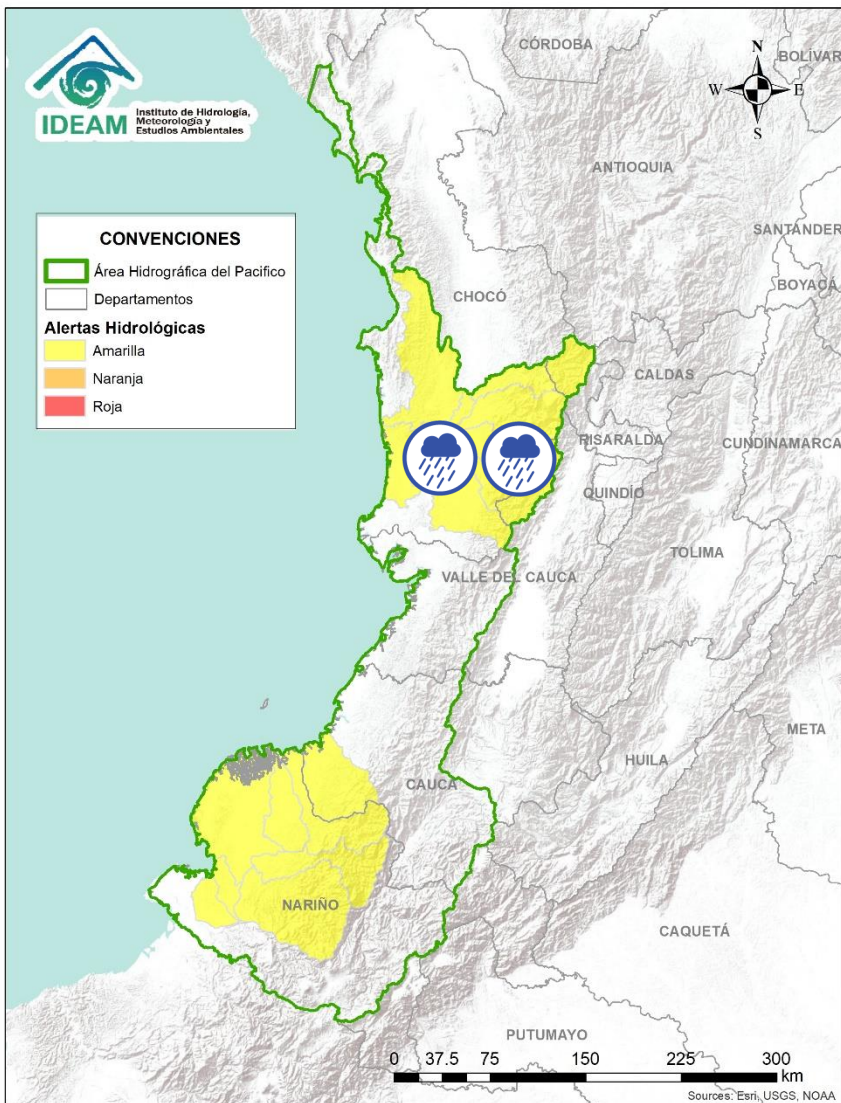 CÓRDOBA
BOLÍVAR
N
W E
S
IDEAM
Instituto de Hidrología,
Meteorología y
Estudios Ambientales
ANTIOQUIA
SANTÁNDER
BOYACÁ
CONVENCIONES
Área Hidrográfica del Pacifico
Departamentos
Alertas Hidrológicas
Amarilla
Naranja
Roja
CHOCÓ
CALDAS
RISARALDA
CUNDINAMARCA
QUINDÍO
TOLIMA
VALLE DEL CAUCA
META
HUILA
CAUCA
NARIÑO
CAQUETÁ
PUTUMAYO
0 37.5 75 150 225 300
km
Sources: Esri, USGS, NOAA